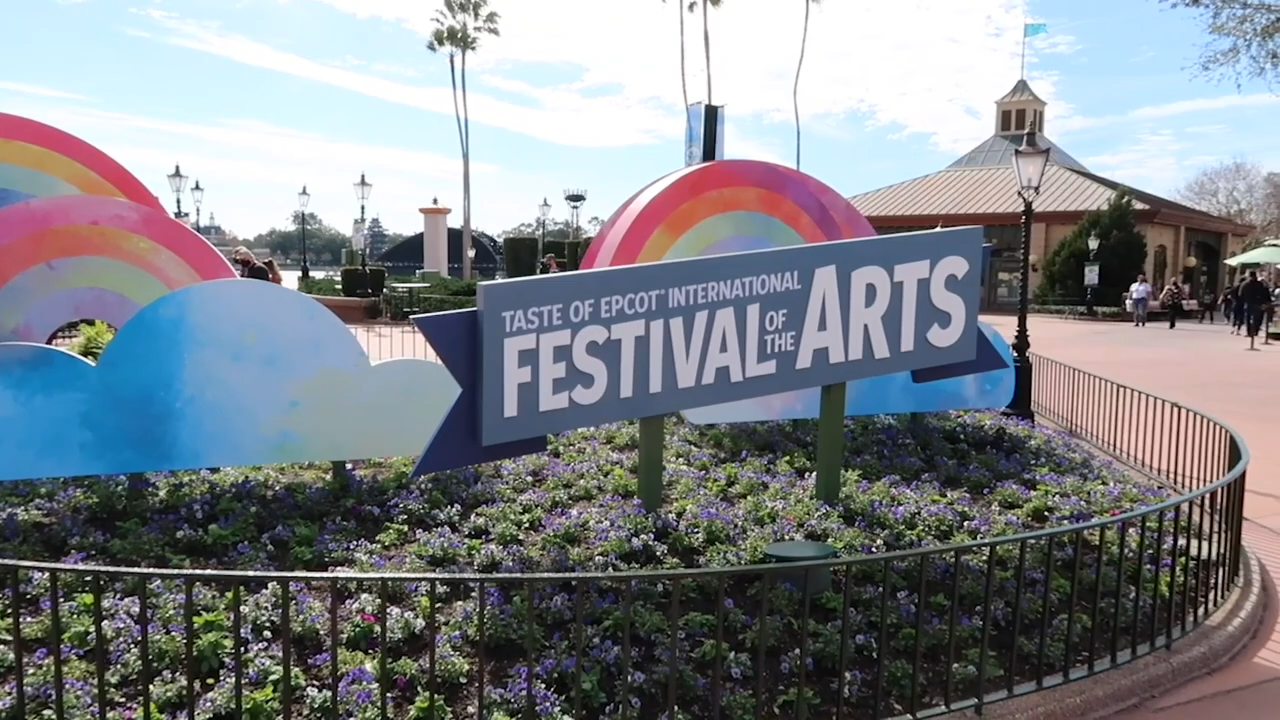 TASTE OF EPCOT® INTERNATIONAL
FESTIVAL OF THE ARTS